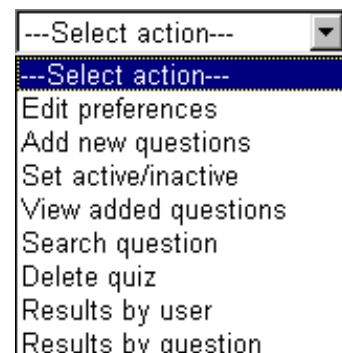 ---Select action---
---Select action---
Edit preferences
Add new questions
Set active/inactive
View added questions
Search question
Delete quiz
Results by user
Results by question